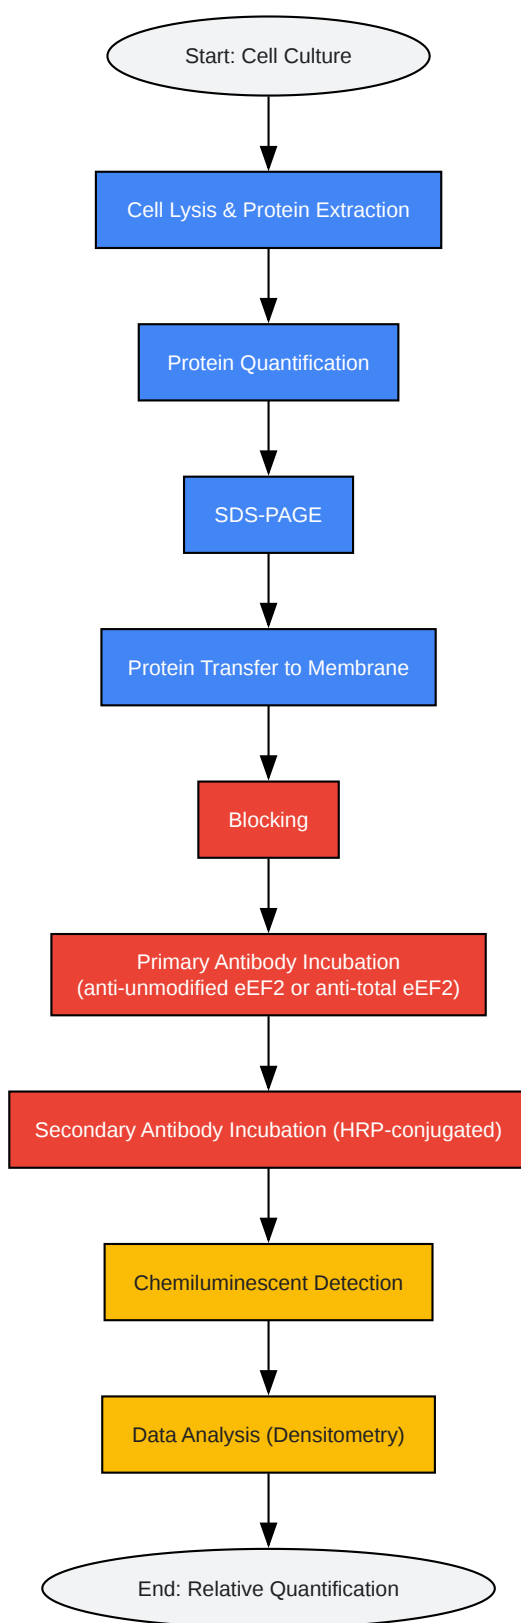 Start: Cell Culture
Cell Lysis & Protein Extraction
Protein Quantification
SDS-PAGE
Protein Transfer to Membrane
Blocking
Primary Antibody Incubation
(anti-unmodified eEF2 or anti-total eEF2)
Secondary Antibody Incubation (HRP-conjugated)
Chemiluminescent Detection
Data Analysis (Densitometry)
End: Relative Quantification